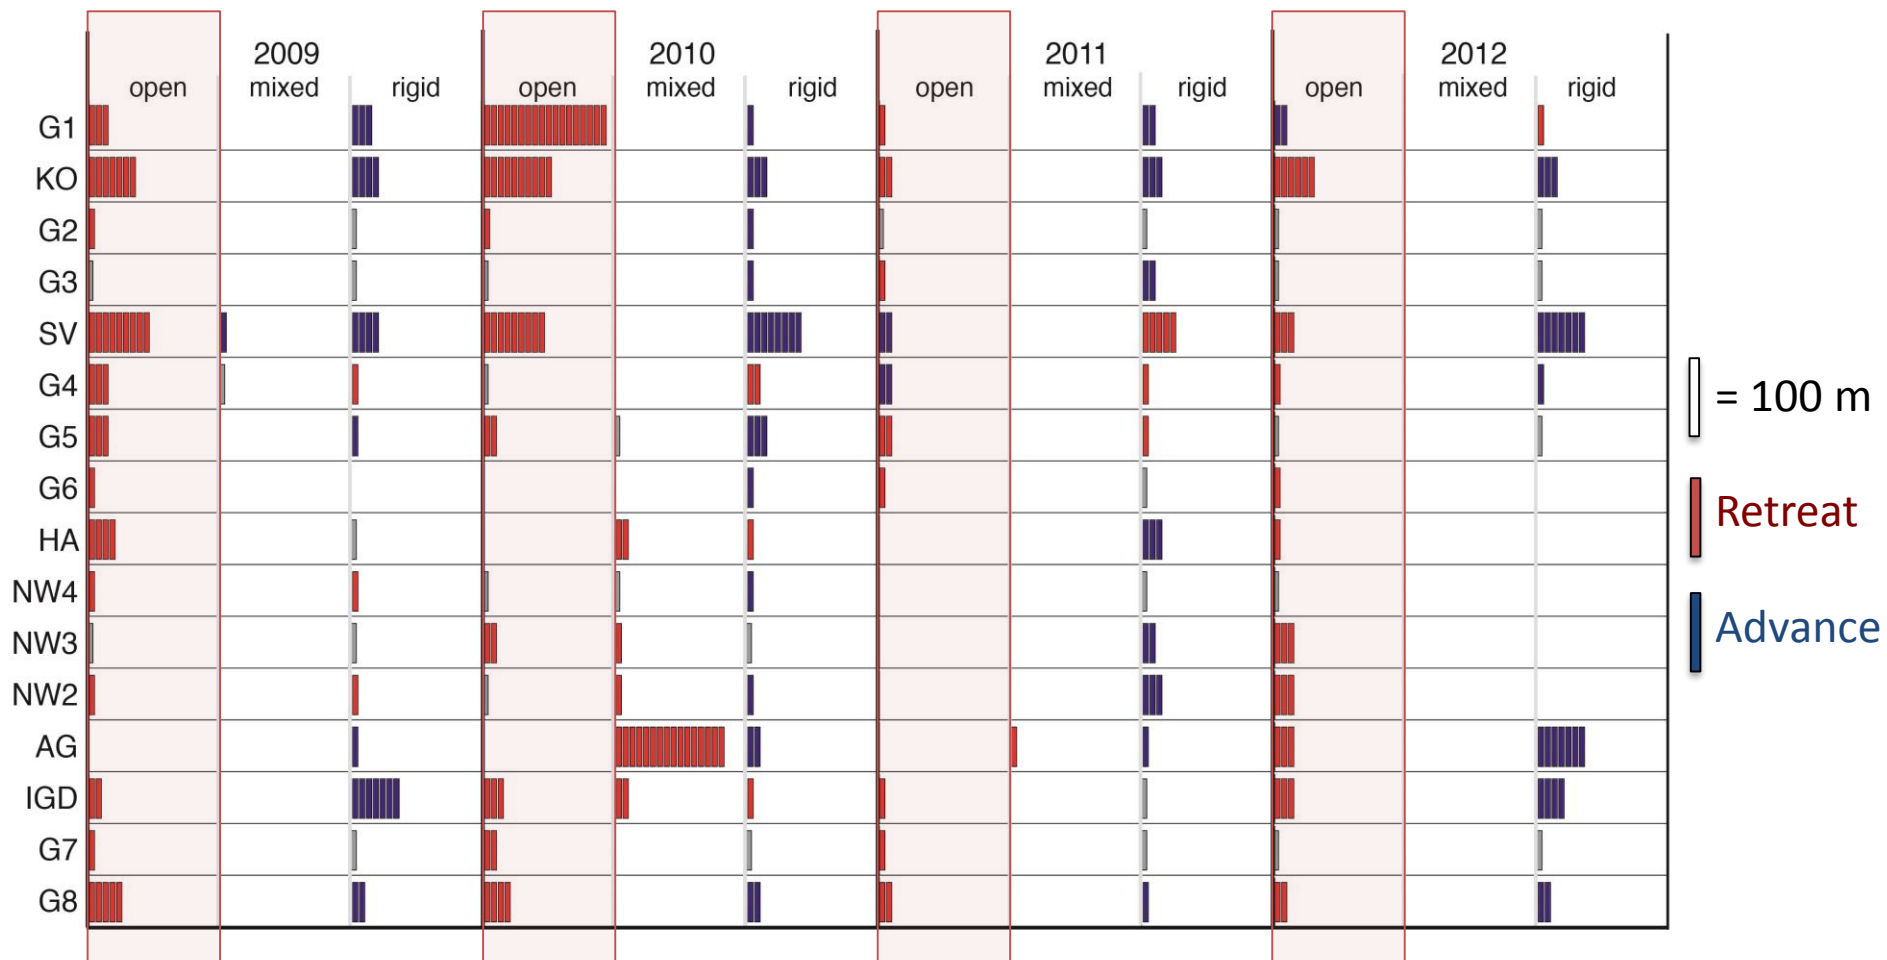 2009 2010 2011 2012
open mixed rigid open mixed rigid open mixed rigid open mixed rigid
G1
KO
G2
G3
SV
G4
= 100 m
G5
G6
Retreat
HA
NW4
NW3
Advance
NW2
AG
IGD
G7
G8